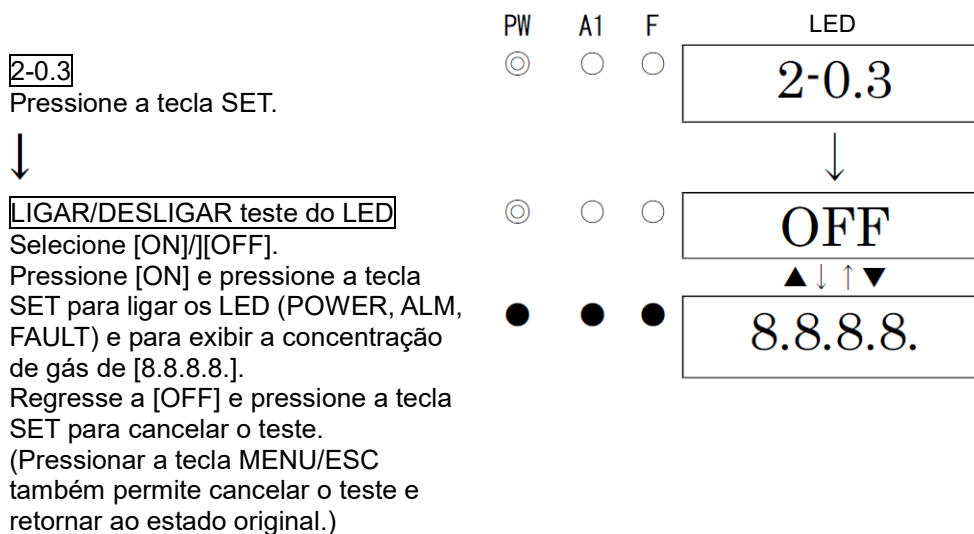 PW A1 F LED
2-0.3
Pressione a tecla SET.
◎ ○ ○ 2-0.3
↓ ↓
LIGAR/DESLIGAR teste do LED
◎ ○ ○ OFF
Selecione [ON]/][OFF].
Pressione [ON] e pressione a tecla
SET para ligar os LED (POWER, ALM,
FAULT) e para exibir a concentração
de gás de [8.8.8.8.].
▲↓ ↑▼
● ● ● 8.8.8.8.
Regresse a [OFF] e pressione a tecla
SET para cancelar o teste.
(Pressionar a tecla MENU/ESC
também permite cancelar o teste e
retornar ao estado original.)